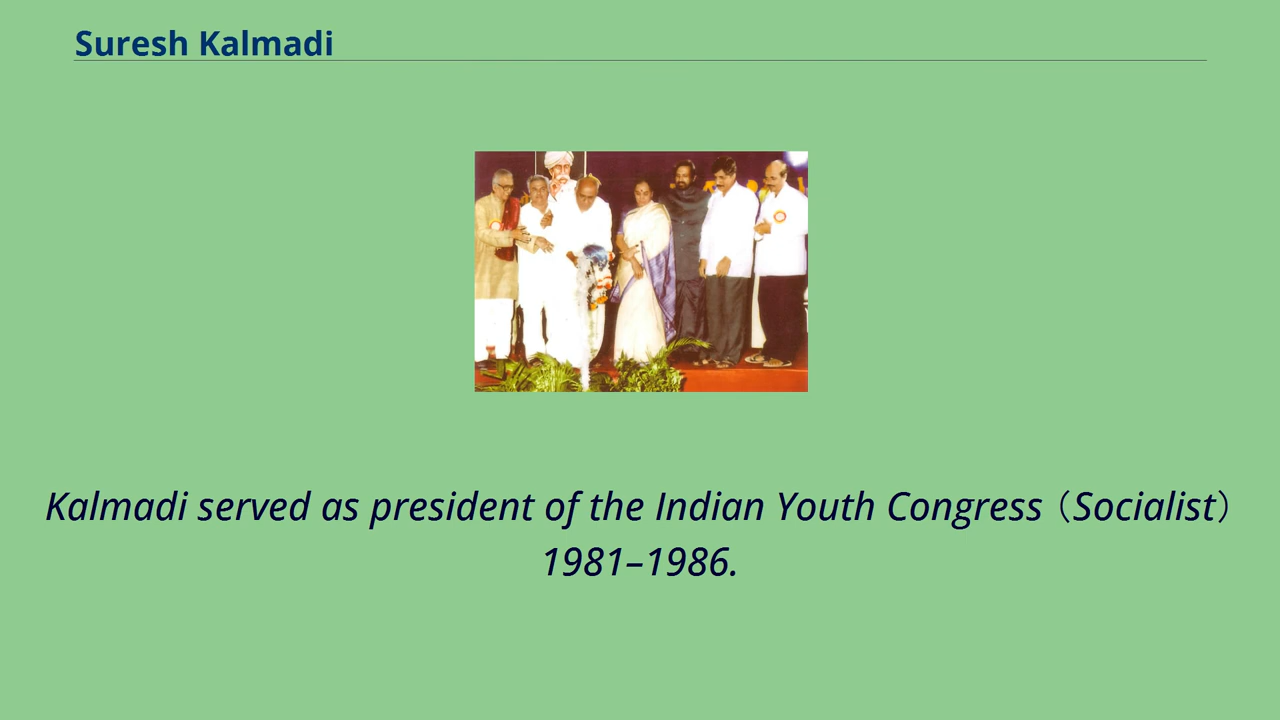 Suresh Kalmadi
Kalmadi served as president of the Indian Youth Congress（Socialist）
1981–1986.